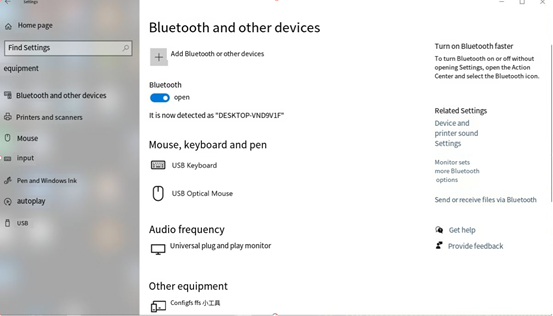 Settings
Home page
Find Settings
equipment
Bluetooth and other devices
Printers and scanners
Mouse
input
Pen and Windows Ink
autoplay
USB
Bluetooth and other devices
Add Bluetooth or other devices
Bluetooth
open
It is now detected as "DESKTOP-VND9V1F"
Mouse, keyboard and pen
USB Keyboard
USB Optical Mouse
Audio frequency
Universal plug and play monitor
Other equipment
Configfs ffs 小工具
Turn on Bluetooth faster
To turn Bluetooth on or off without
opening Settings, open the Action
Center and select the Bluetooth icon.
Related Settings
Device and
printer sound
Settings
Monitor sets
more Bluetooth
options
Send or receive files via Bluetooth
Get help
Provide feedback